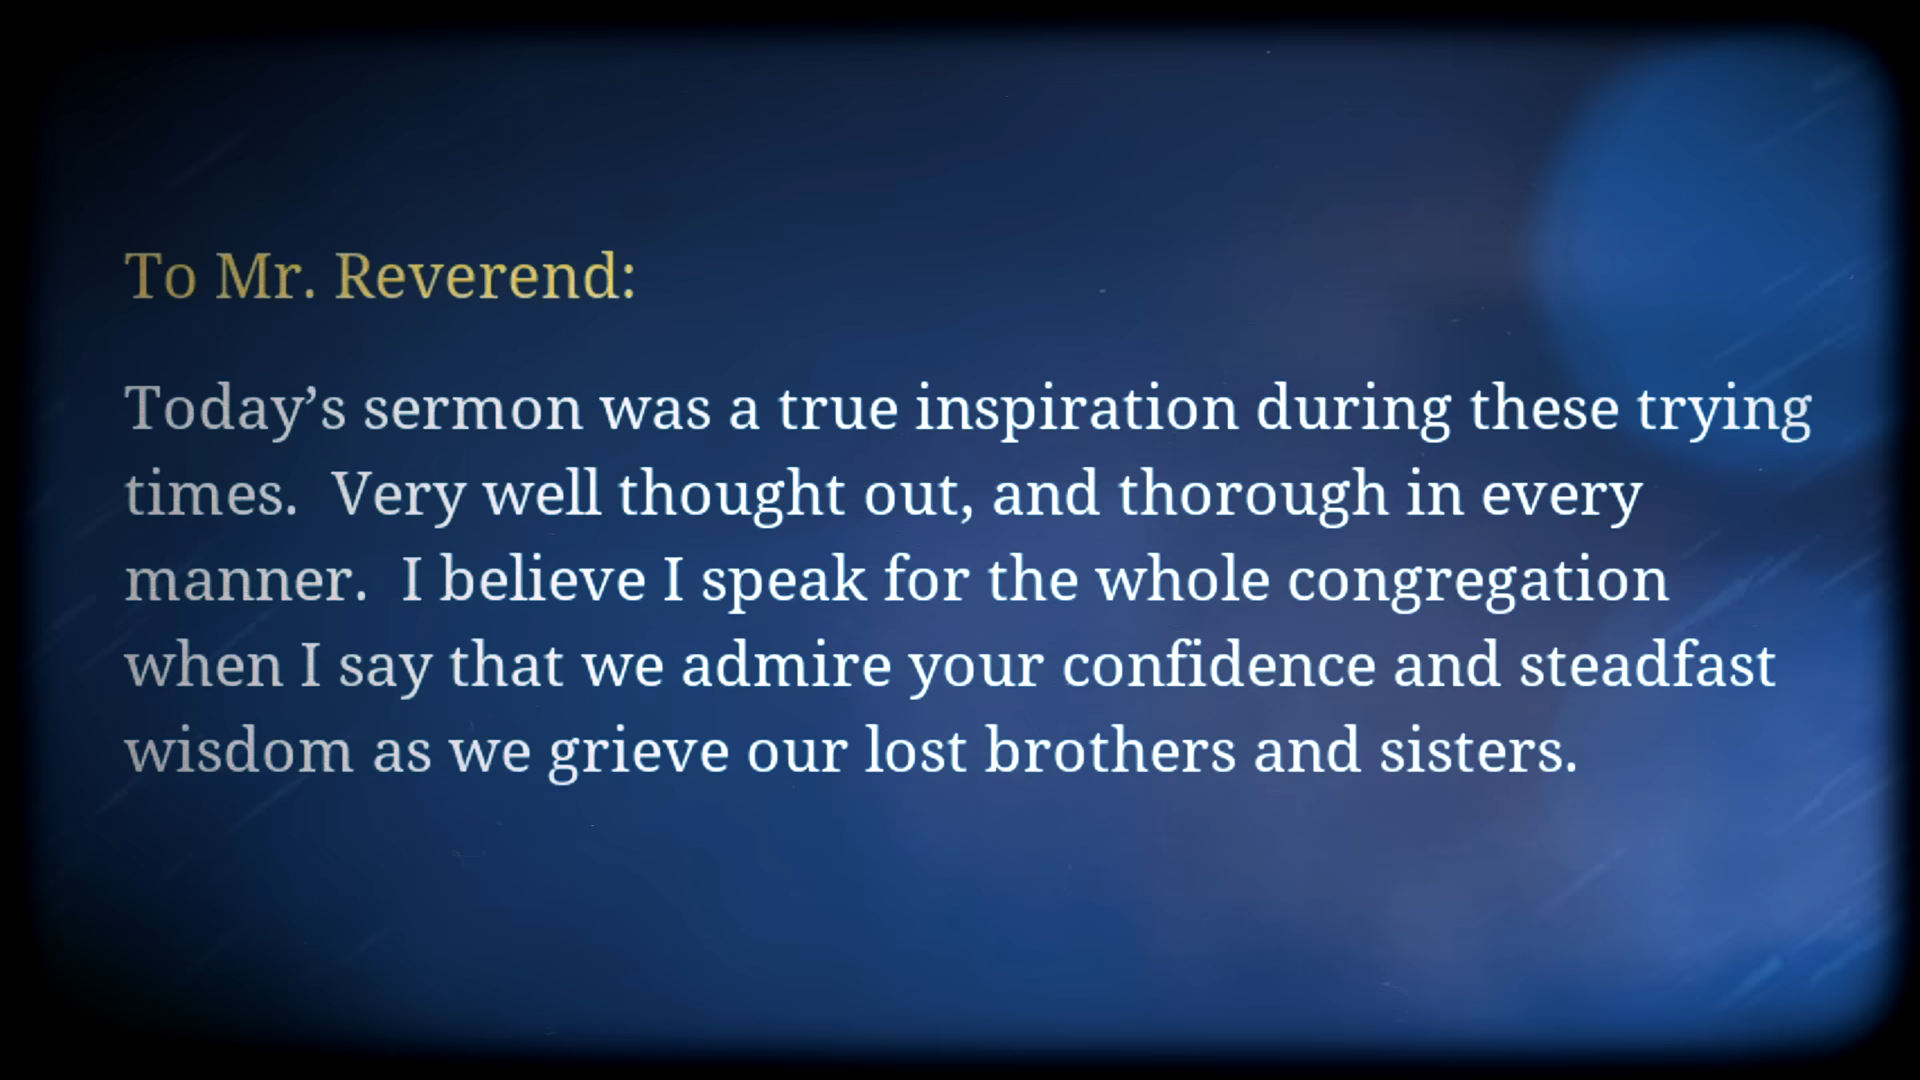 To Mr. Reverend:
Today’s sermon was a true inspiration during these trying
times.  Very well thought out, and thorough in every
manner.  I believe I speak for the whole congregation
when I say that we admire your confidence and steadfast
wisdom as we grieve our lost brothers and sisters.